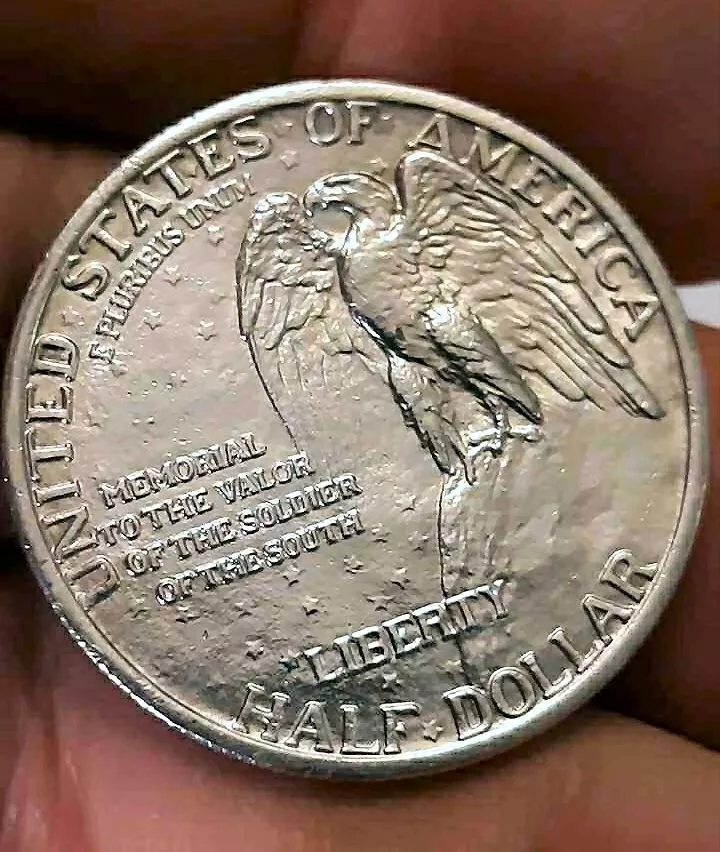 UNITED STATES OF AMERICA
E PLURIBUS UNUM
MEMORIAL
TO THE VALOR
OF THE SOLDIER
OF THE SOUTH
LIBERTY
HALF DOLLAR